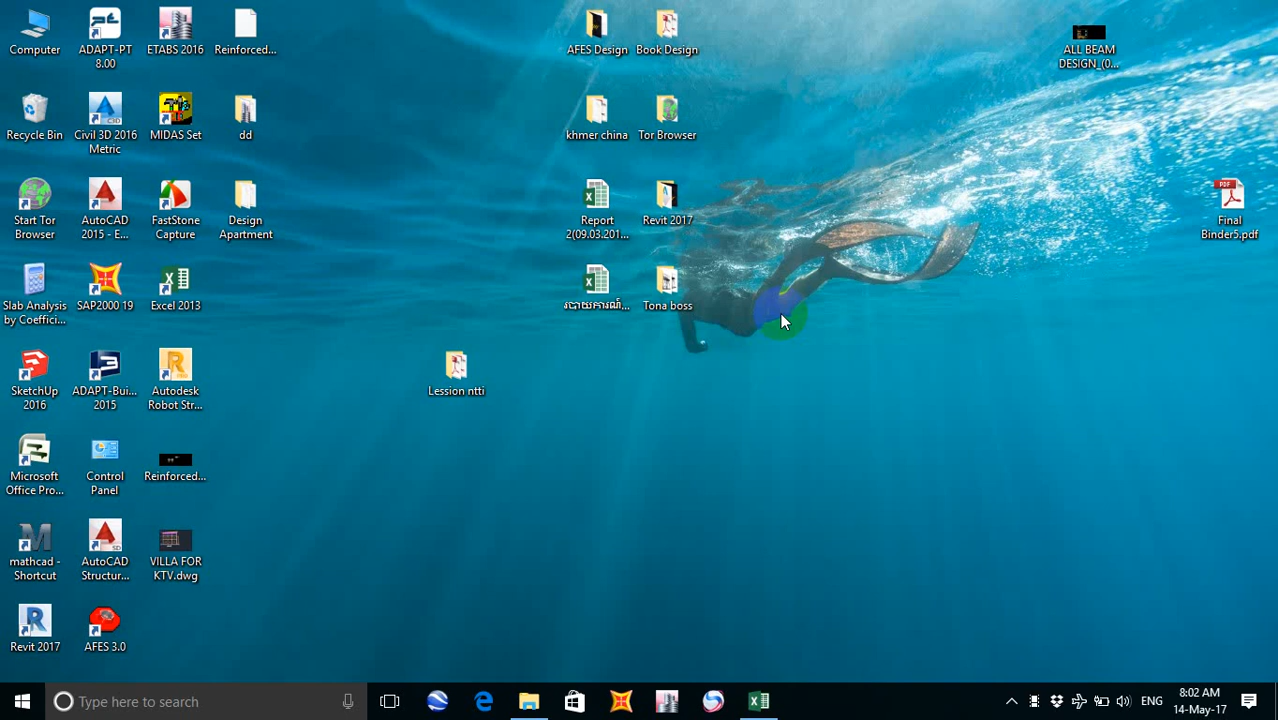 Computer
ADAPT-PT
8.00
ETABS 2016
Reinforced...
AFES Design
Book Design
ALL BEAM
DESIGN_(0...
Recycle Bin
Civil 3D 2016
Metric
MIDAS Set
dd
khmer china
Tor Browser
Start Tor
Browser
AutoCAD
2015 - E...
FastStone
Capture
Design
Apartment
Report
2(09.03.201...
Revit 2017
PDF
Final
Binder5.pdf
Slab Analysis
by Coeffici...
SAP2000 19
Excel 2013
របាយការណ៍...
Tona boss
SketchUp
2016
ADAPT-Bui...
2015
Autodesk
Robot Str...
Lession ntti
Microsoft
Office Pro...
Control
Panel
Reinforced...
mathcad -
Shortcut
AutoCAD
Structur...
VILLA FOR
KTV.dwg
Revit 2017
AFES 3.0
Type here to search
ENG
8:02 AM
14-May-17